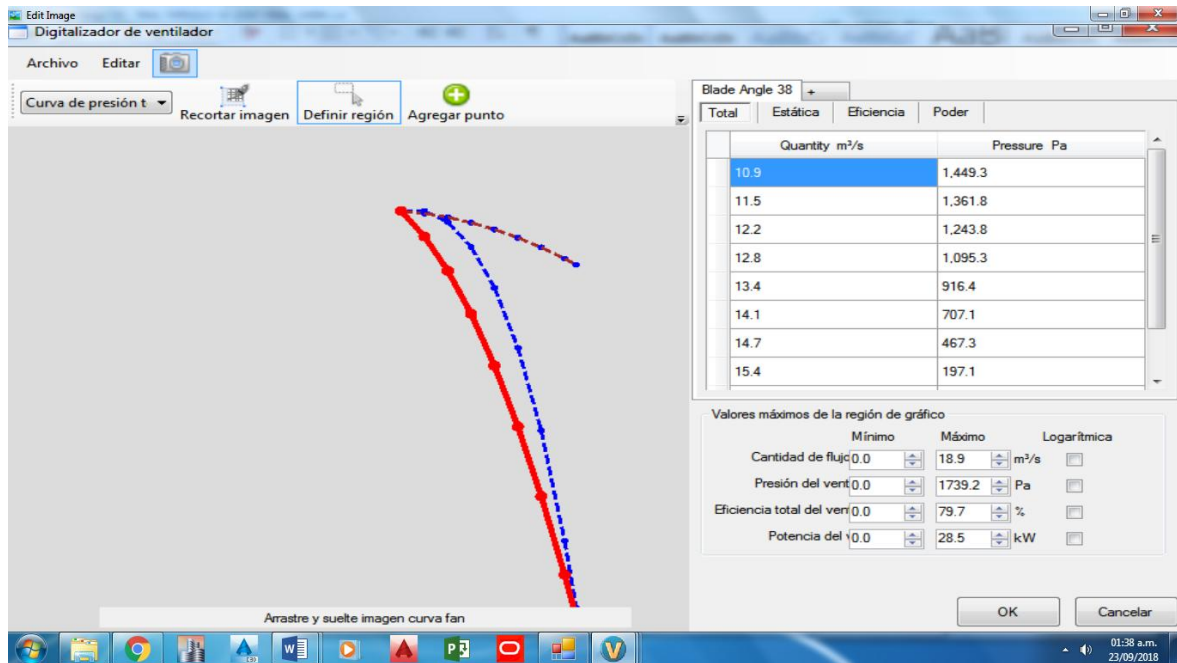 Edit Image
Digitalizador de ventilador
Archivo Editar
Curva de presión t
Recortar imagen Definir región Agregar punto
Blade Angle 38 +
Total Estática Eficiencia Poder
Quantity m³/s Pressure Pa
10.9 1,449.3
11.5 1,361.8
12.2 1,243.8
12.8 1,095.3
13.4 916.4
14.1 707.1
14.7 467.3
15.4 197.1
Valores máximos de la región de gráfico
Mínimo Máximo Logarítmica
Cantidad de flujo 0.0 18.9 m³/s
Presión del vent 0.0 1739.2 Pa
Eficiencia total del ven 0.0 79.7 %
Potencia del 0.0 28.5 kW
OK Cancelar
Arrastre y suelte imagen curva fan
01:38 a.m.
23/09/2018